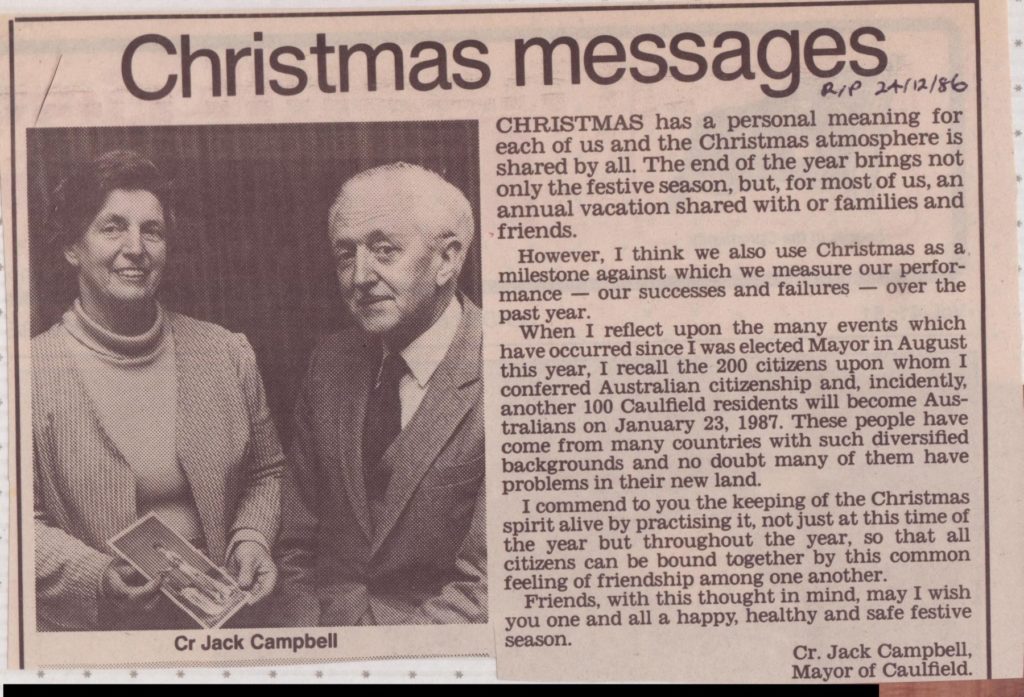 Christmas messages
R/P 24/12/86
CHRISTMAS has a personal meaning for
each of us and the Christmas atmosphere is
shared by all. The end of the year brings not
only the festive season, but, for most of us, an
annual vacation shared with or families and
friends.
However, I think we also use Christmas as a
milestone against which we measure our perfor-
mance — our successes and failures — over the
past year.
When I reflect upon the many events which
have occurred since I was elected Mayor in August
this year, I recall the 200 citizens upon whom I
conferred Australian citizenship and, incidently,
another 100 Caulfield residents will become Aus-
tralians on January 23, 1987. These people have
come from many countries with such diversified
backgrounds and no doubt many of them have
problems in their new land.
I commend to you the keeping of the Christmas
spirit alive by practising it, not just at this time of
the year but throughout the year, so that all
citizens can be bound together by this common
feeling of friendship among one another.
Friends, with this thought in mind, may I wish
you one and all a happy, healthy and safe festive
season.
Cr. Jack Campbell,
Mayor of Caulfield.
Cr Jack Campbell